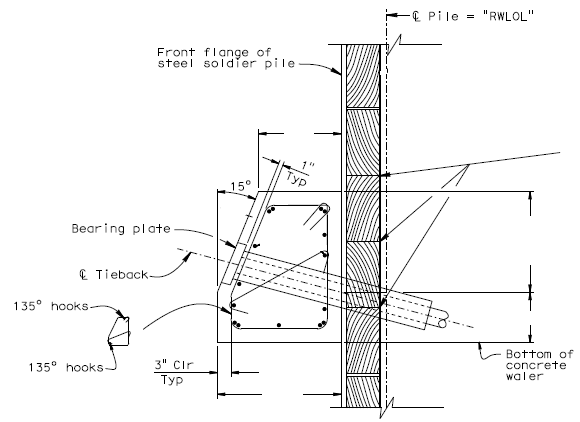 ℄ Pile = "RWLOL"
Front flange of
steel soldier pile
1"
Typ
15°
Bearing plate
℄ Tieback
135° hooks
135° hooks
3" Clr
Typ
Bottom of
concrete
waler